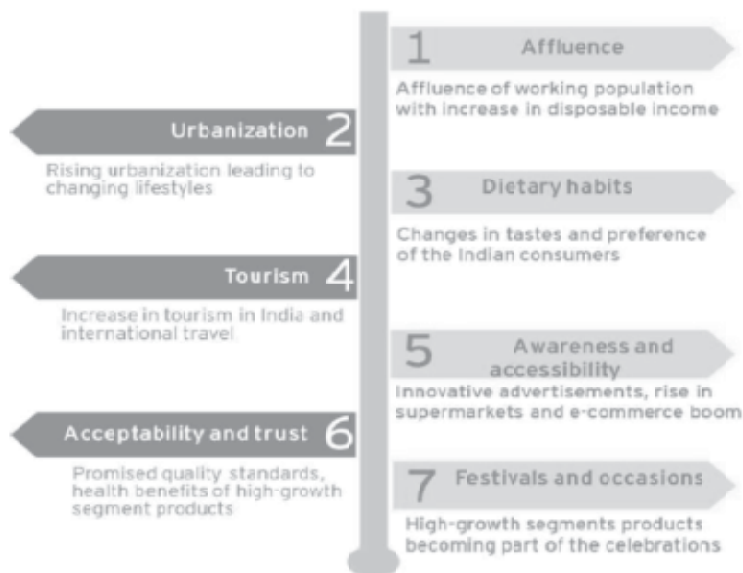 1 Affluence
Affluence of working population
with increase in disposable income
Urbanization 2
Rising urbanization leading to
changing lifestyles
3 Dietary habits
Changes in tastes and preference
of the Indian consumers
Tourism 4
Increase in tourism in India and
international travel
5 Awareness and
accessibility
Innovative advertisements, rise in
supermarkets and e-commerce boom
Acceptability and trust 6
Promised quality standards,
health benefits of high-growth
segment products
7 Festivals and occasions
High-growth segments products
becoming part of the celebrations